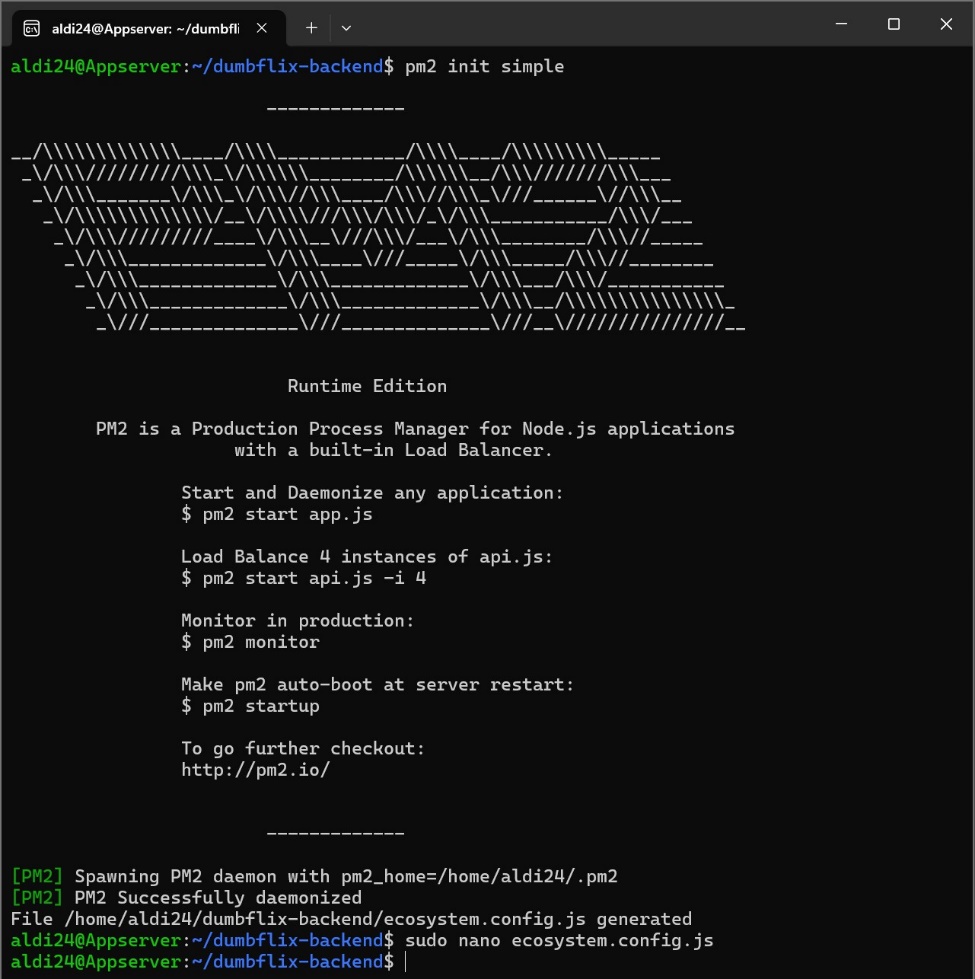 aldi24@Appserver: ~/dumbfli
aldi24@Appserver:~/dumbflix-backend$ pm2 init simple
-------------
__/\\\\\\\\\\\\\____/\\\\____________/\\\\____/\\\\\\\\\_____
_\/\\\/////////\\\_\/\\\\\\________/\\\\\\__/\\\///////\\\___
_\/\\\_______\/\\\_\/\\\//\\\____/\\\//\\\_\///______\//\\\__
_\/\\\\\\\\\\\\\/__\/\\\\///\\\/\\\/_\/\\\___________/\\\/___
_\/\\\/////////____\/\\\__\///\\\/___\/\\\________/\\\//_____
_\/\\\_____________\/\\\____\///_____\/\\\_____/\\\//________
_\/\\\_____________\/\\\_____________\/\\\___/\\\/___________
_\/\\\_____________\/\\\_____________\/\\\__/\\\\\\\\\\\\\\\_
_\///______________\///______________\///__\///////////////__
Runtime Edition
PM2 is a Production Process Manager for Node.js applications
with a built-in Load Balancer.
Start and Daemonize any application:
$ pm2 start app.js
Load Balance 4 instances of api.js:
$ pm2 start api.js -i 4
Monitor in production:
$ pm2 monitor
Make pm2 auto-boot at server restart:
$ pm2 startup
To go further checkout:
http://pm2.io/
-------------
[PM2] Spawning PM2 daemon with pm2_home=/home/aldi24/.pm2
[PM2] PM2 Successfully daemonized
File /home/aldi24/dumbflix-backend/ecosystem.config.js generated
aldi24@Appserver:~/dumbflix-backend$ sudo nano ecosystem.config.js
aldi24@Appserver:~/dumbflix-backend$